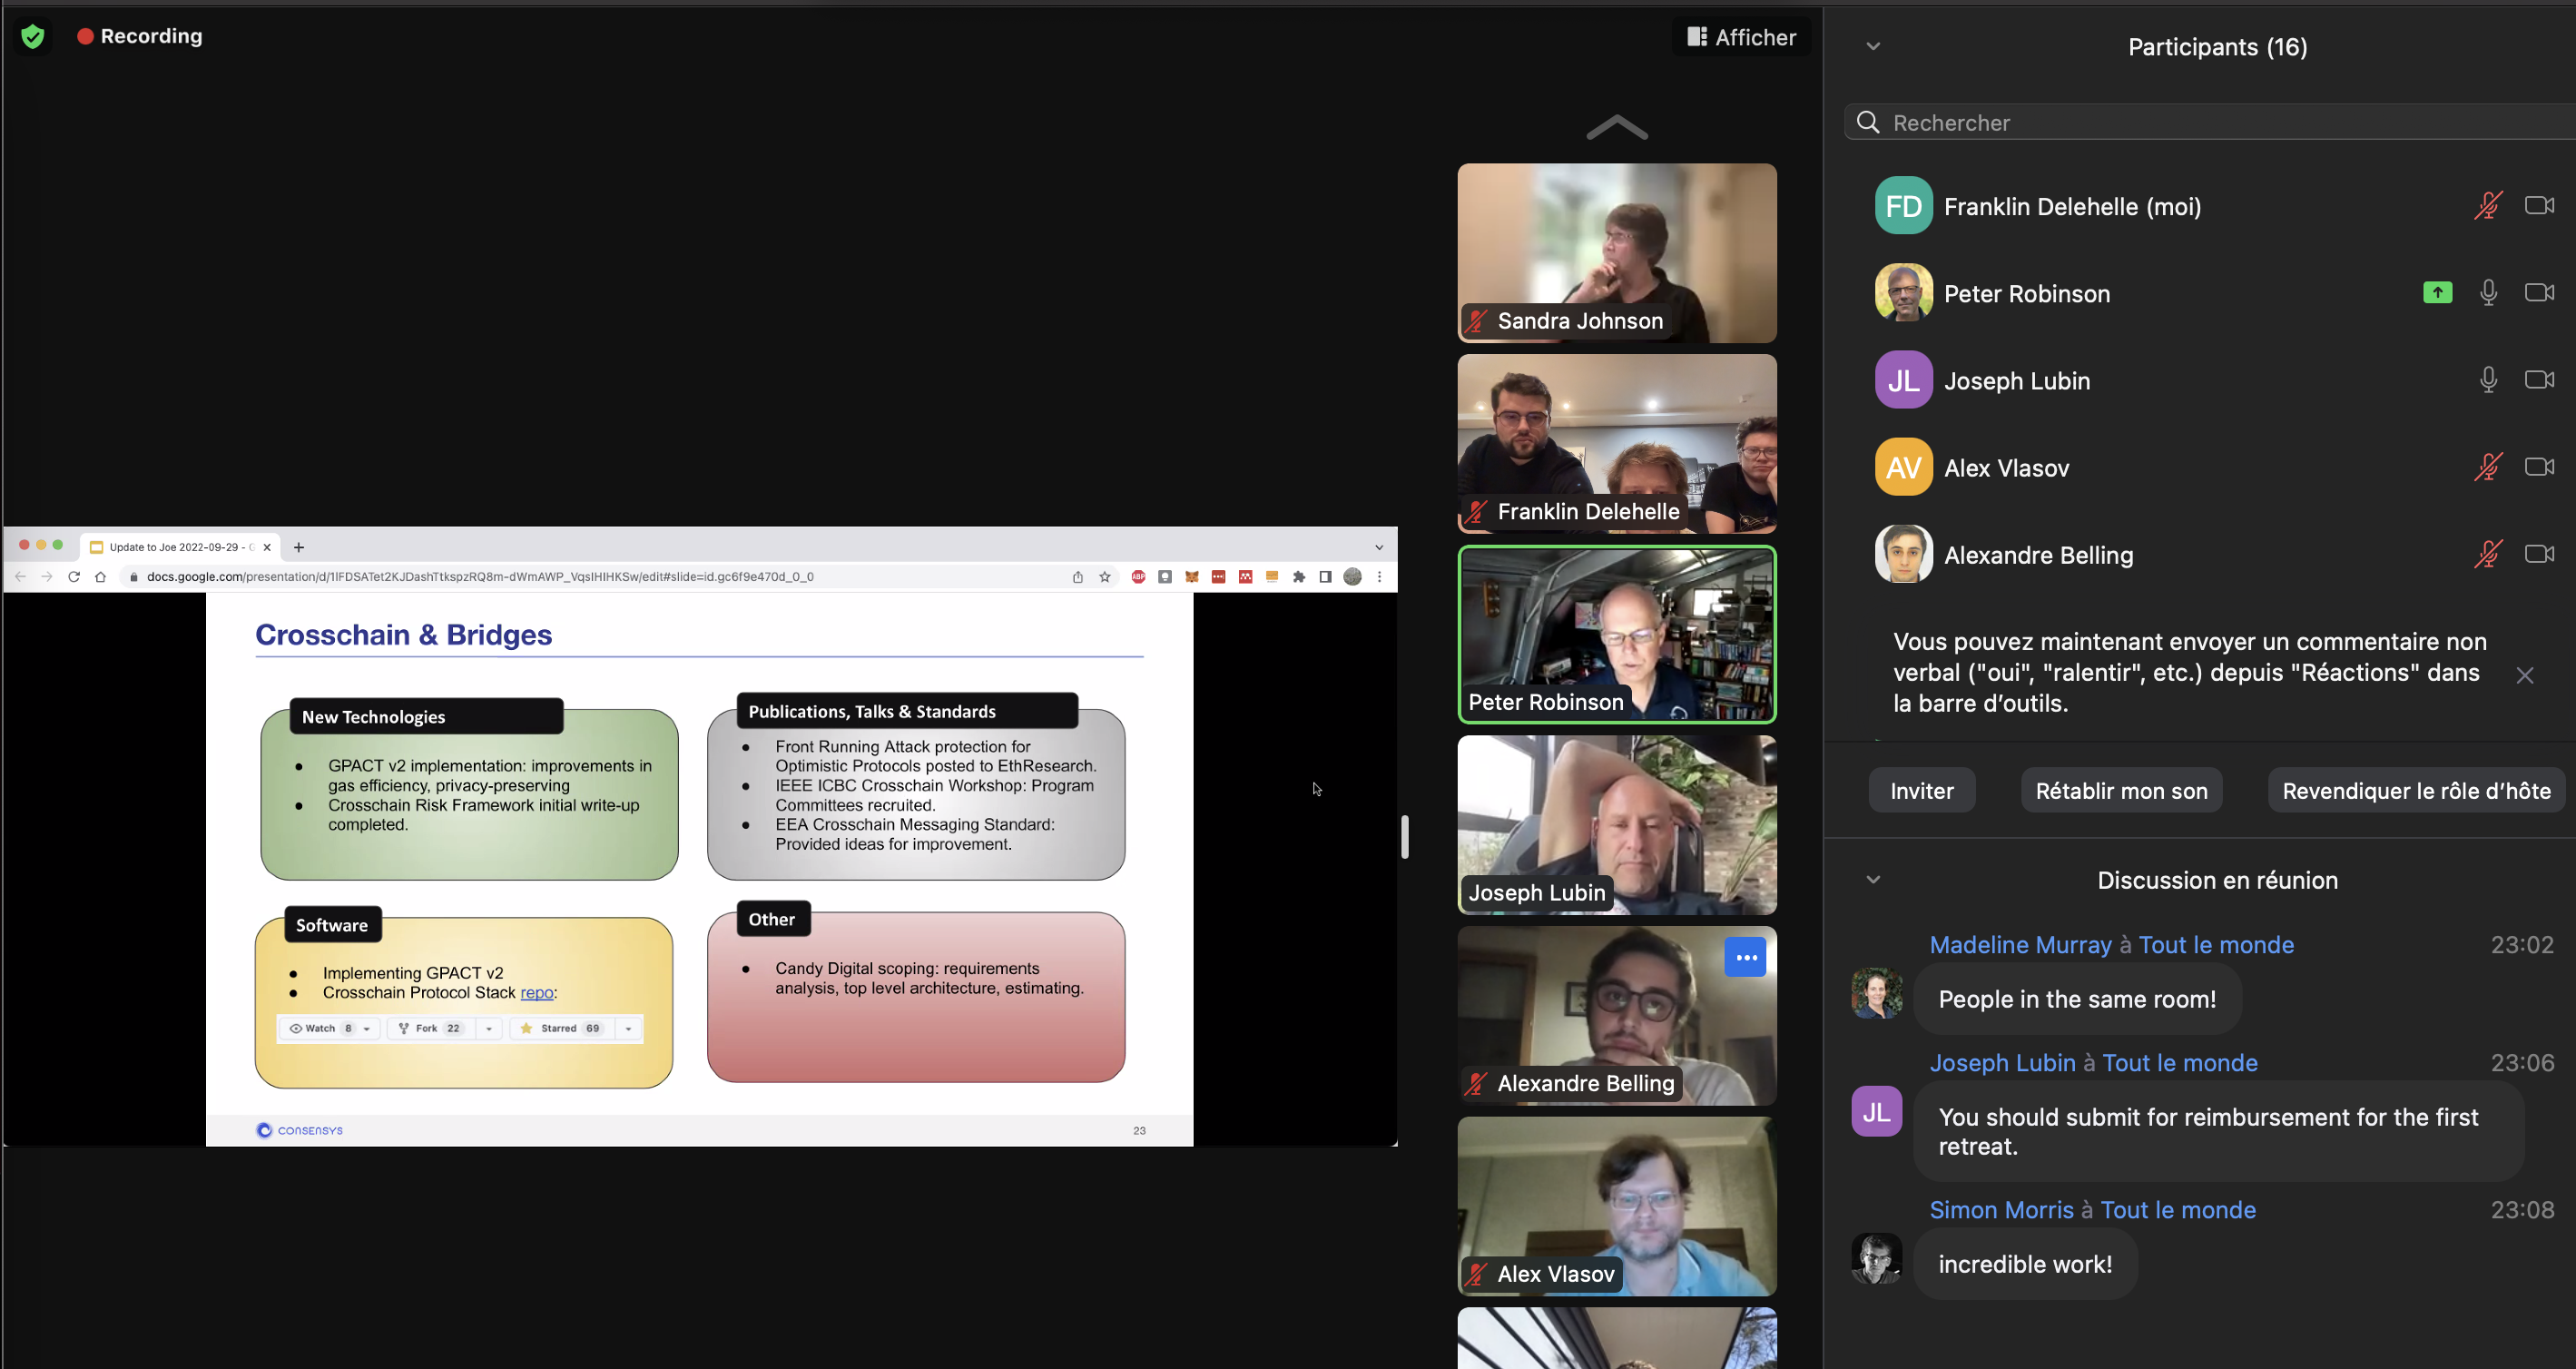 Recording
Afficher
Sandra Johnson
Franklin Delehelle
Peter Robinson
Joseph Lubin
Alexandre Belling
Alex Vlasov
Update to Joe 2022-09-29 - G
docs.google.com/presentation/d/1IFDSATet2KJDashTtkspzRQ8m-dWmAWP_VqsIHIHKSw/edit#slide=id.gc6f9e470d_0_0
ABP
Crosschain & Bridges
New Technologies
GPACT v2 implementation: improvements in
gas efficiency, privacy-preserving
Crosschain Risk Framework initial write-up
completed.
Publications, Talks & Standards
Front Running Attack protection for
Optimistic Protocols posted to EthResearch.
IEEE ICBC Crosschain Workshop: Program
Committees recruited.
EEA Crosschain Messaging Standard:
Provided ideas for improvement.
Software
Implementing GPACT v2
Crosschain Protocol Stack repo:
Watch 8 Fork 22 Starred 69
Other
Candy Digital scoping: requirements
analysis, top level architecture, estimating.
CONSENSYS
23
Participants (16)
Rechercher
FD Franklin Delehelle (moi)
Peter Robinson
JL Joseph Lubin
AV Alex Vlasov
Alexandre Belling
Vous pouvez maintenant envoyer un commentaire non
verbal ("oui", "ralentir", etc.) depuis "Réactions" dans
la barre d’outils.
Inviter Rétablir mon son Revendiquer le rôle d’hôte
Discussion en réunion
Madeline Murray à Tout le monde 23:02
People in the same room!
Joseph Lubin à Tout le monde 23:06
JL
You should submit for reimbursement for the first
retreat.
Simon Morris à Tout le monde 23:08
incredible work!